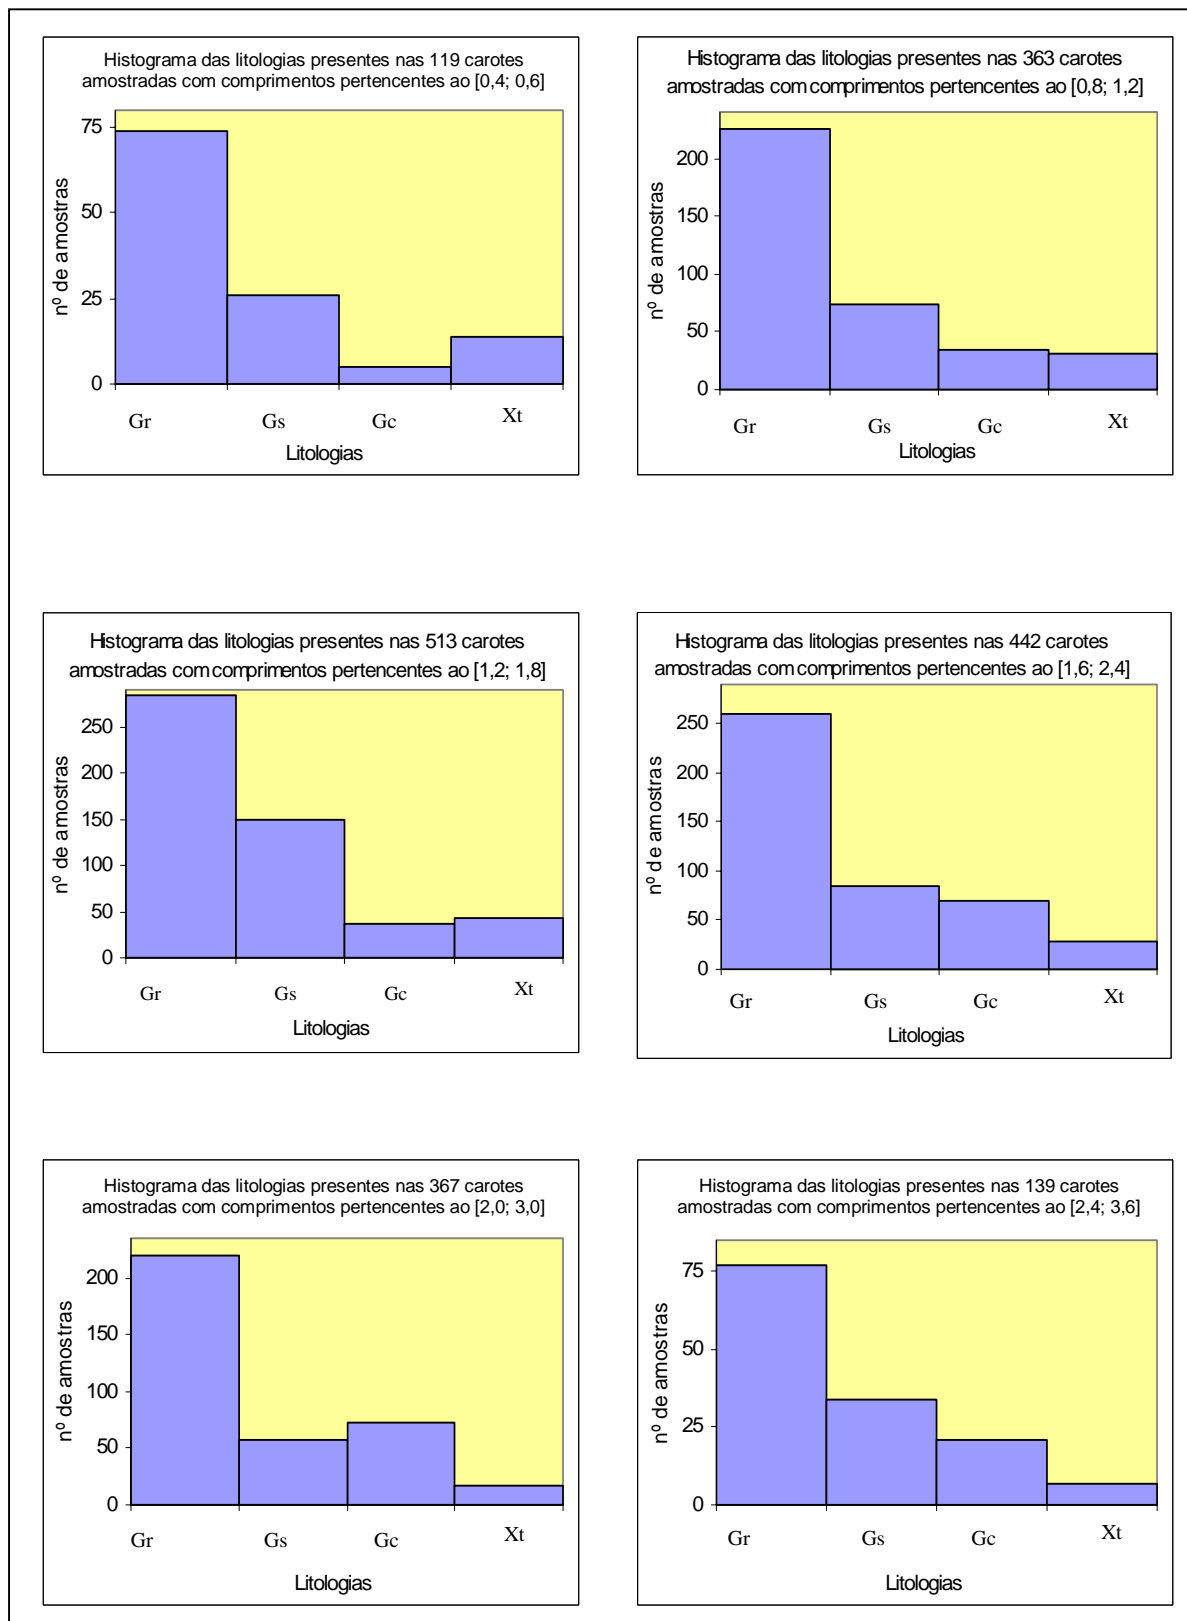 Histograma das litologias presentes nas 119 carotes
amostradas com comprimentos pertencentes ao [0,4; 0,6]
75
50
25
0
nº de amostras
Gr Gs Gc Xt
Litologias
Histograma das litologias presentes nas 363 carotes
amostradas com comprimentos pertencentes ao [0,8; 1,2]
200
150
100
50
0
nº de amostras
Gr Gs Gc Xt
Litologias
Histograma das litologias presentes nas 513 carotes
amostradas com comprimentos pertencentes ao [1,2; 1,8]
250
200
150
100
50
0
nº de amostras
Gr Gs Gc Xt
Litologias
Histograma das litologias presentes nas 442 carotes
amostradas com comprimentos pertencentes ao [1,6; 2,4]
250
200
150
100
50
0
nº de amostras
Gr Gs Gc Xt
Litologias
Histograma das litologias presentes nas 367 carotes
amostradas com comprimentos pertencentes ao [2,0; 3,0]
200
150
100
50
0
nº de amostras
Gr Gs Gc Xt
Litologias
Histograma das litologias presentes nas 139 carotes
amostradas com comprimentos pertencentes ao [2,4; 3,6]
75
50
25
0
nº de amostras
Gr Gs Gc Xt
Litologias